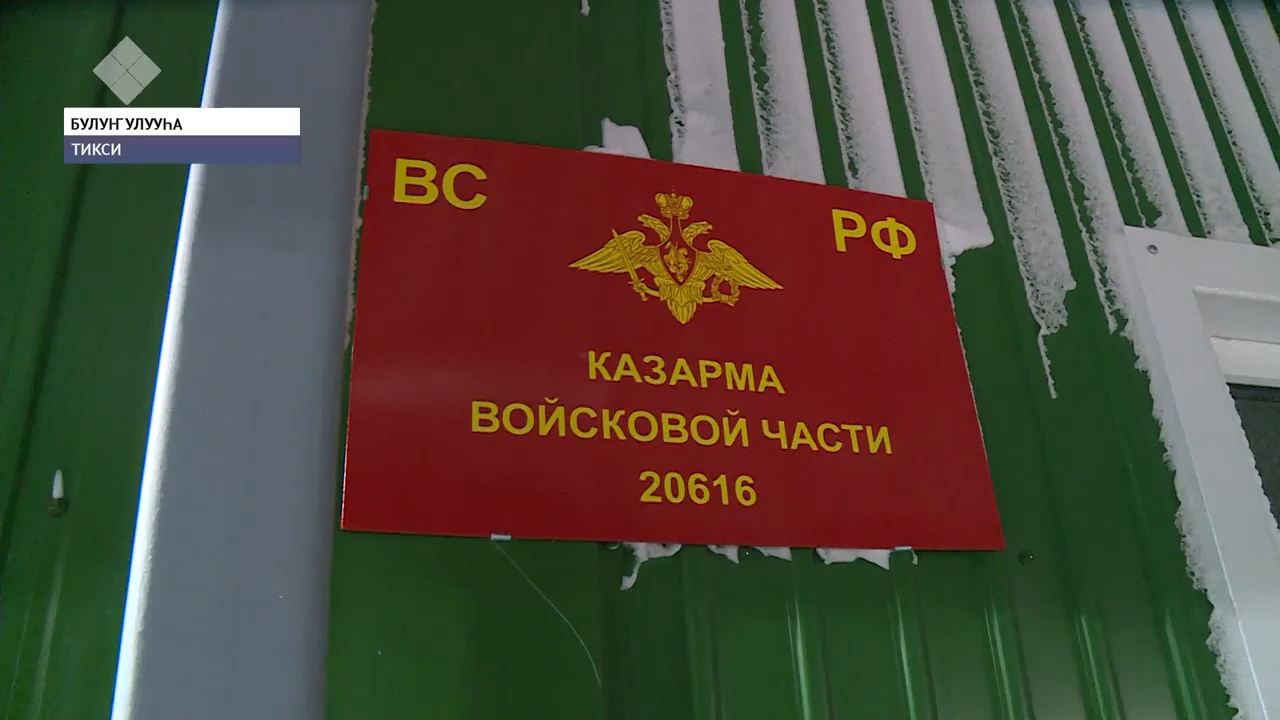 БУЛУҤ УЛУУҺА
ТИКСИ
ВС
РФ
КАЗАРМА
ВОЙСКОВОЙ ЧАСТИ
20616